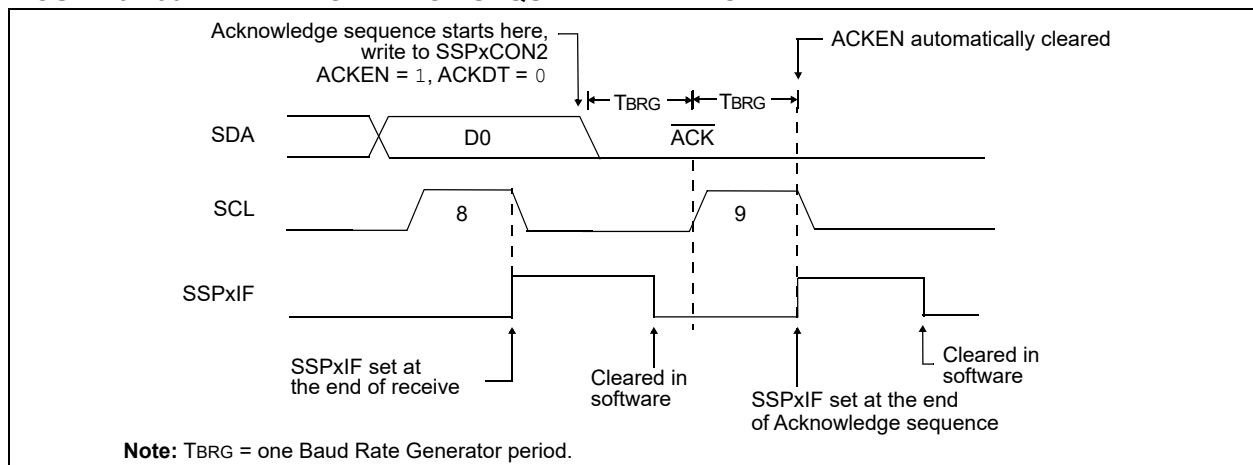 Acknowledge sequence starts here,
write to SSPxCON2
ACKEN = 1, ACKDT = 0
ACKEN automatically cleared
TBRG
TBRG
SDA
D0
ACK
SCL
8
9
SSPxIF
SSPxIF set at
the end of receive
Cleared in
software
SSPxIF set at the end
of Acknowledge sequence
Cleared in
software
Note: TBRG = one Baud Rate Generator period.